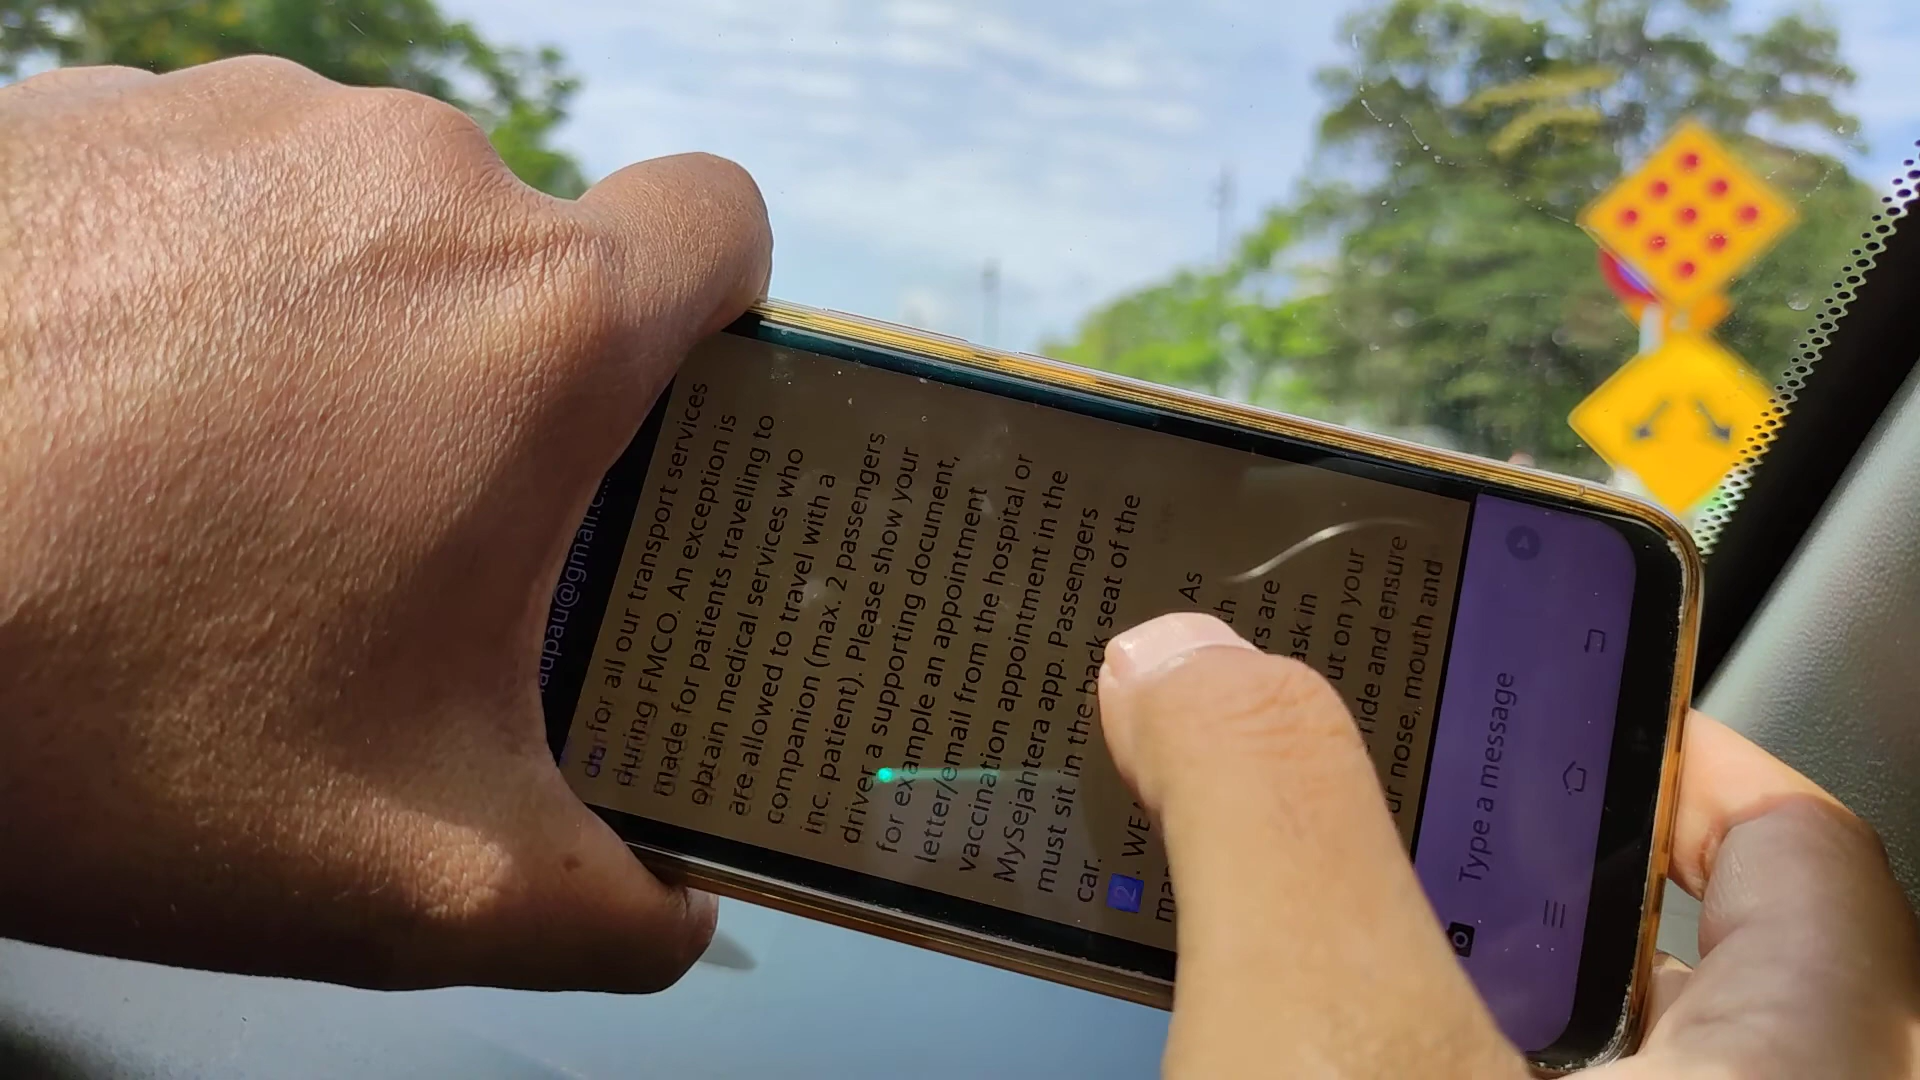 @gmail.c...
for all our transport services
during FMCO. An exception is
made for patients travelling to
obtain medical services who
are allowed to travel with a
companion (max. 2 passengers
inc. patient). Please show your
driver a supporting document,
for example an appointment
letter/email from the hospital or
vaccination appointment in the
MySejahtera app. Passengers
must sit in the back seat of the
car.
2. WE As
are
in
on your
ride and ensure
nose, mouth and
Type a message